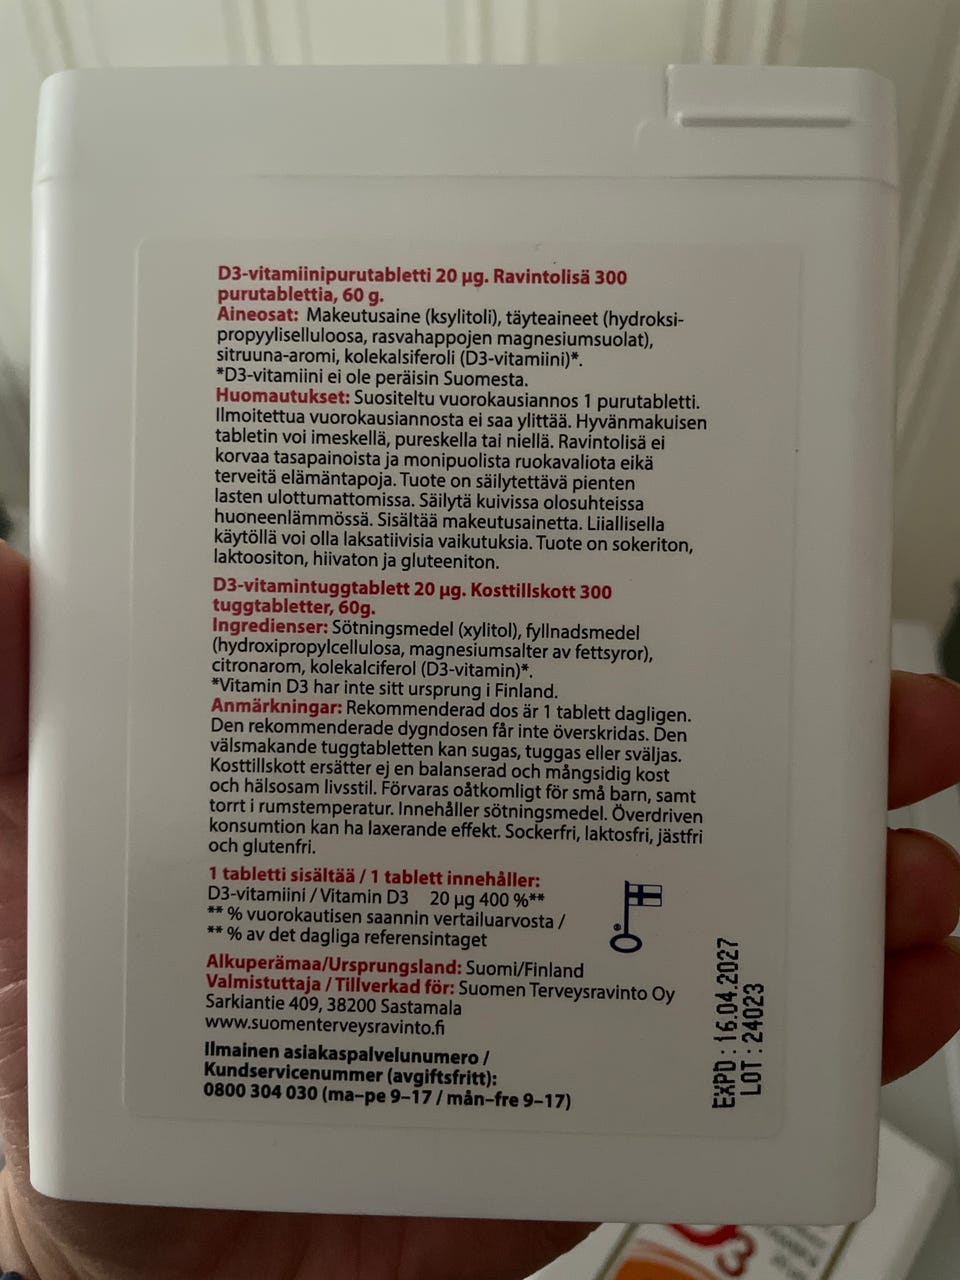 D3-vitamiinipurutabletti 20 µg. Ravintolisä 300
purutablettia, 60 g.
Aineosat: Makeutusaine (ksylitoli), täyteaineet (hydroksi-
propyyliselluloosa, rasvahappojen magnesiumsuolat),
sitruuna-aromi, kolekalsiferoli (D3-vitamiini)*.
*D3-vitamiini ei ole peräisin Suomesta.
Huomautukset: Suositeltu vuorokausiannos 1 purutabletti.
Ilmoitettua vuorokausiannosta ei saa ylittää. Hyvänmakuisen
tabletin voi imeskellä, pureskella tai niellä. Ravintolisä ei
korvaa tasapainoista ja monipuolista ruokavaliota eikä
terveitä elämäntapoja. Tuote on säilytettävä pienten
lasten ulottumattomissa. Säilytä kuivissa olosuhteissa
huoneenlämmössä. Sisältää makeutusainetta. Liiallisella
käytöllä voi olla laksatiivisia vaikutuksia. Tuote on sokeriton,
laktoositon, hiivaton ja gluteeniton.
D3-vitamintuggtablett 20 µg. Kosttillskott 300
tuggtabletter, 60g.
Ingredienser: Sötningsmedel (xylitol), fyllnadsmedel
(hydroxipropylcellulosa, magnesiumsalter av fettsyror),
citronarom, kolekalciferol (D3-vitamin)*.
*Vitamin D3 har inte sitt ursprung i Finland.
Anmärkningar: Rekommenderad dos är 1 tablett dagligen.
Den rekommenderade dygndosen får inte överskridas. Den
välsmakande tuggtabletten kan sugas, tuggas eller sväljas.
Kosttillskott ersätter ej en balanserad och mångsidig kost
och hälsosam livsstil. Förvaras oåtkomligt för små barn, samt
torrt i rumstemperatur. Innehåller sötningsmedel. Överdriven
konsumtion kan ha laxerande effekt. Sockerfri, laktosfri, jästfri
och glutenfri.
1 tabletti sisältää / 1 tablett innehåller:
D3-vitamiini / Vitamin D3 20 µg 400 %**
** % vuorokautisen saannin vertailuarvosta /
** % av det dagliga referensintaget
Alkuperämaa/Ursprungsland: Suomi/Finland
Valmistuttaja / Tillverkad för: Suomen Terveysravinto Oy
Sarkiantie 409, 38200 Sastamala
www.suomenterveysravinto.fi
Ilmainen asiakaspalvelunumero /
Kundservicenummer (avgiftsfritt):
0800 304 030 (ma–pe 9–17 / mån–fre 9–17)
EXPD : 16.04.2027
LOT : 24023
3